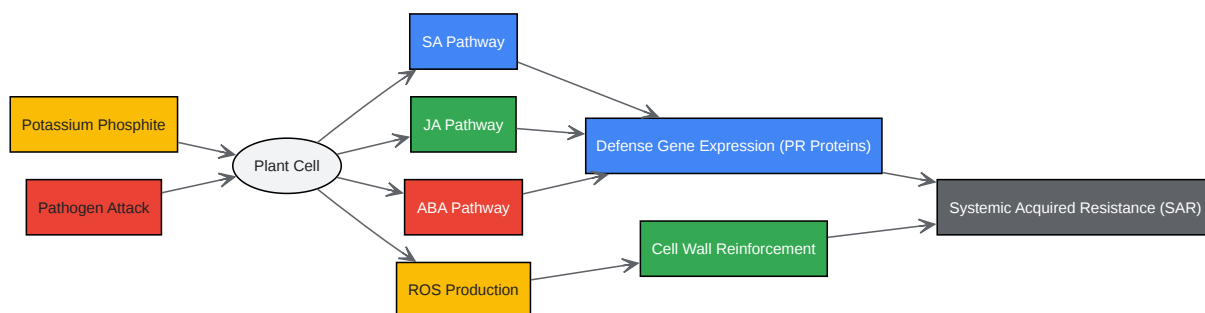 SA Pathway
Potassium Phosphite
JA Pathway
Defense Gene Expression (PR Proteins)
Plant Cell
Pathogen Attack
ABA Pathway
Systemic Acquired Resistance (SAR)
Cell Wall Reinforcement
ROS Production